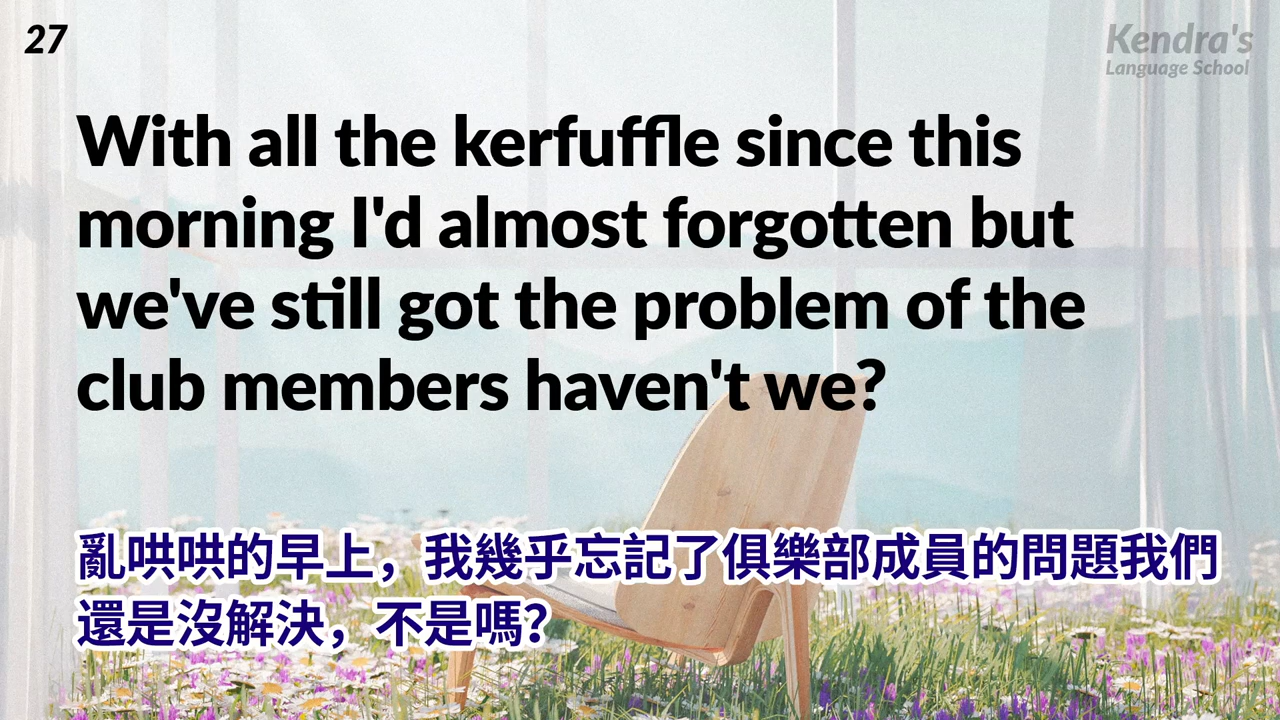 27
Kendra's
Language School
With all the kerfuffle since this
morning I'd almost forgotten but
we've still got the problem of the
club members haven't we?
亂哄哄的早上，我幾乎忘記了俱樂部成員的問題我們
還是沒解決，不是嗎？